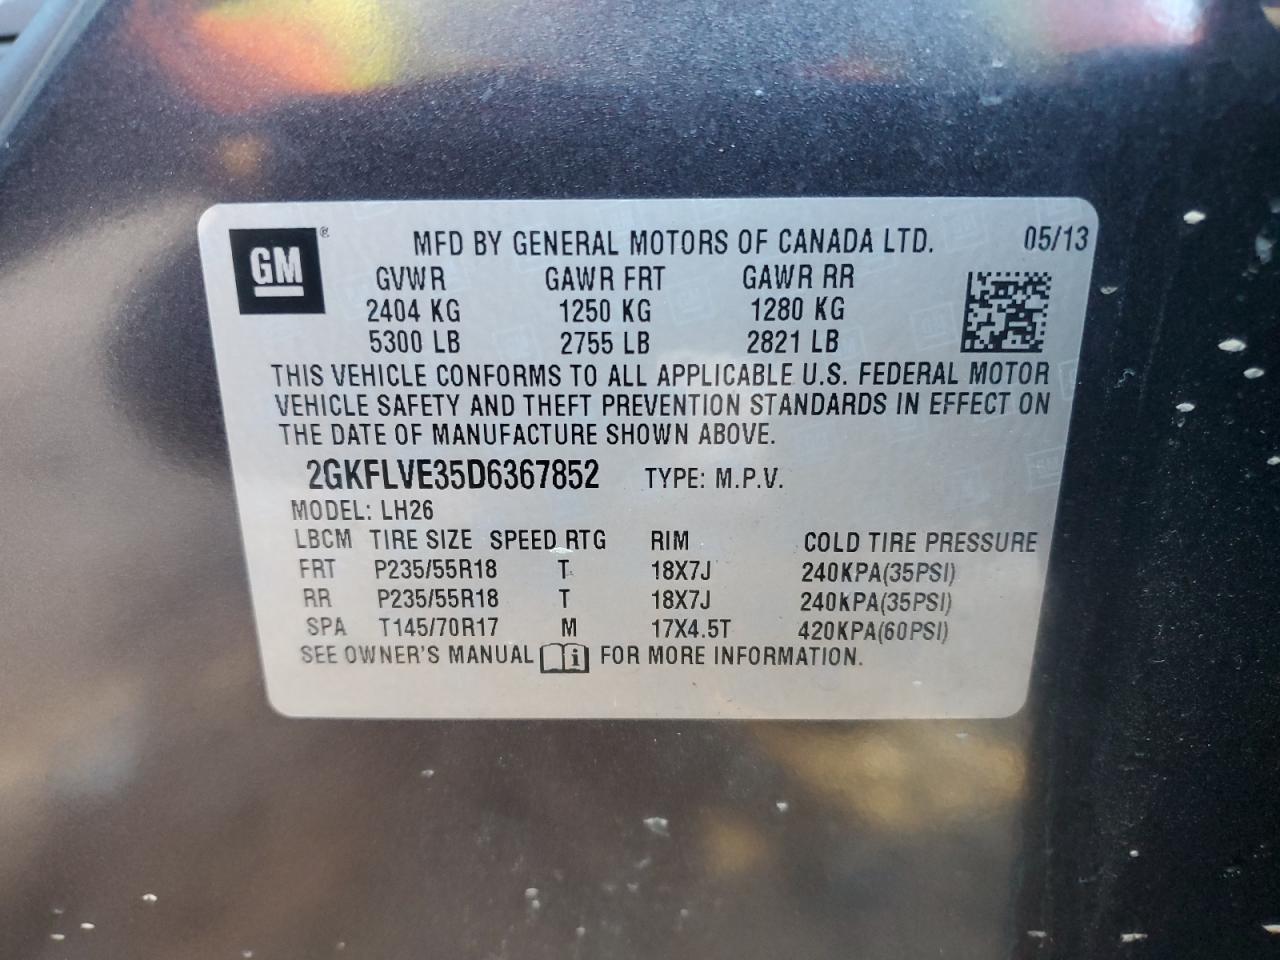 GM® MFD BY GENERAL MOTORS OF CANADA LTD. 05/13
GVWR GAWR FRT GAWR RR
2404 KG 1250 KG 1280 KG
5300 LB 2755 LB 2821 LB
THIS VEHICLE CONFORMS TO ALL APPLICABLE U.S. FEDERAL MOTOR
VEHICLE SAFETY AND THEFT PREVENTION STANDARDS IN EFFECT ON
THE DATE OF MANUFACTURE SHOWN ABOVE.
2GKFLVE35D6367852 TYPE: M.P.V.
MODEL: LH26
LBCM TIRE SIZE SPEED RTG RIM COLD TIRE PRESSURE
FRT P235/55R18 T 18X7J 240KPA(35PSI)
RR P235/55R18 T 18X7J 240KPA(35PSI)
SPA T145/70R17 M 17X4.5T 420KPA(60PSI)
SEE OWNER'S MANUAL i FOR MORE INFORMATION.